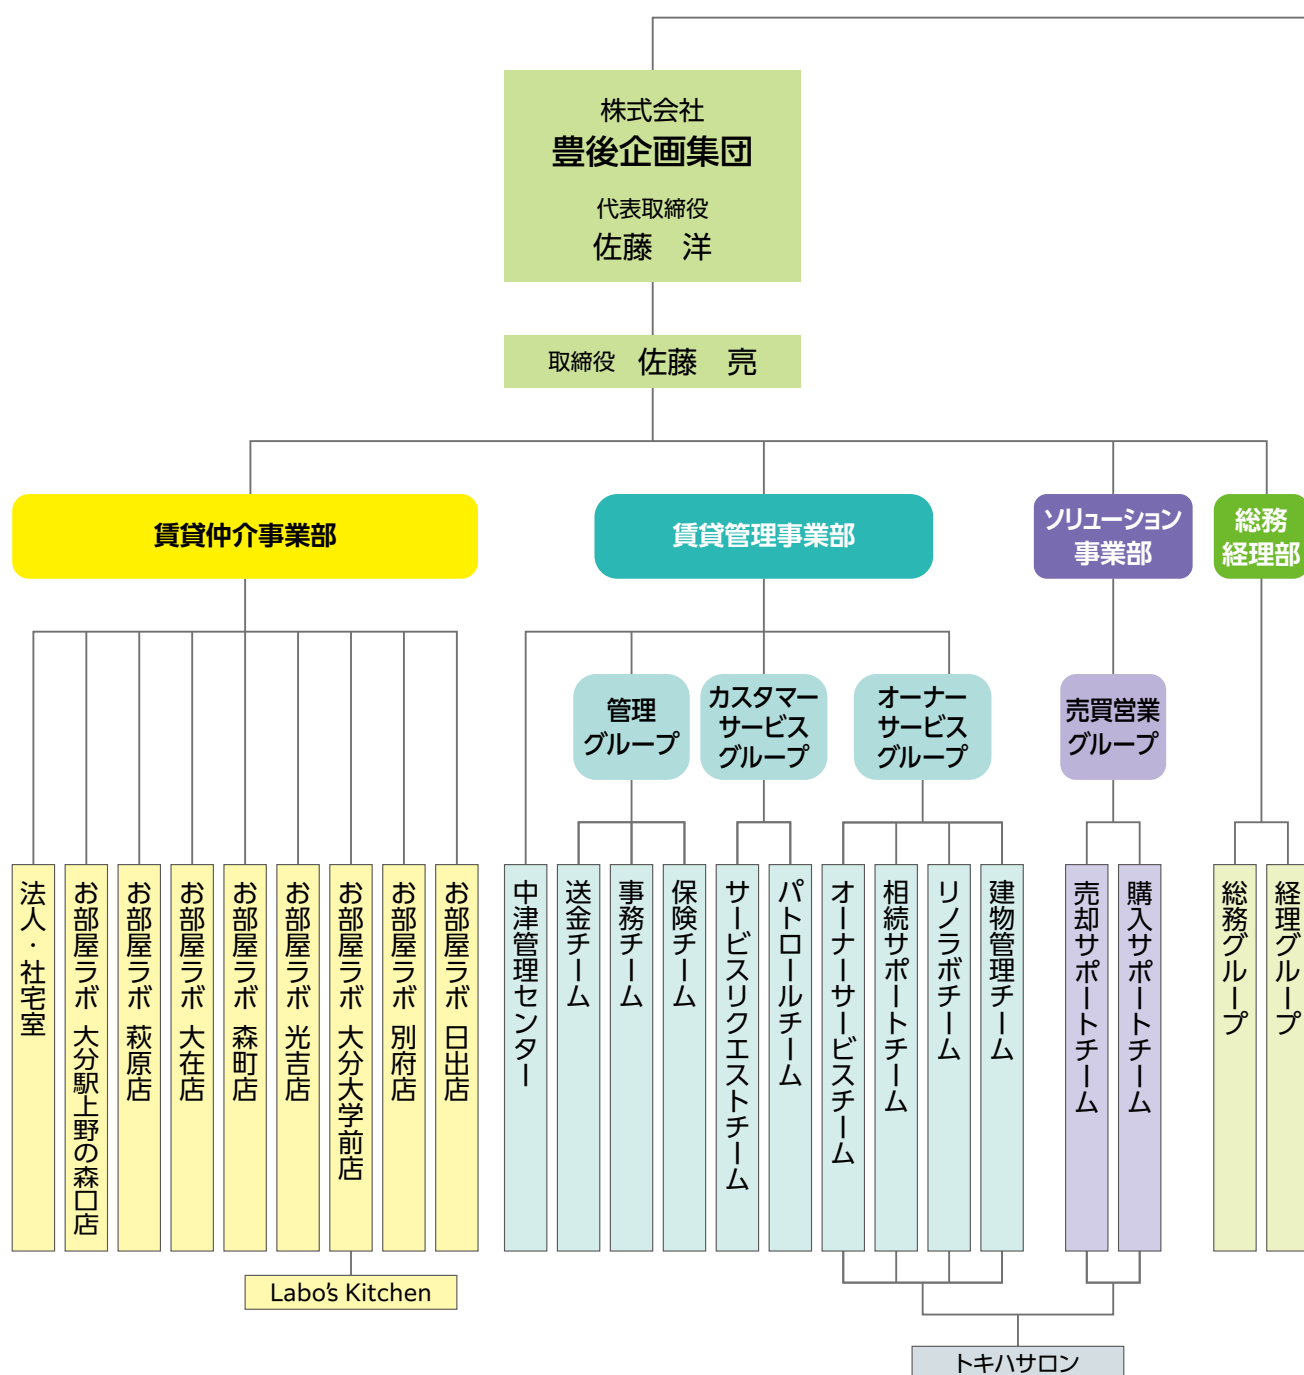 株式会社
豊後企画集団
代表取締役
佐藤　洋
取締役 佐藤　亮
賃貸仲介事業部
賃貸管理事業部
ソリューション
事業部
総務
経理部
管理
グループ
カスタマー
サービス
グループ
オーナー
サービス
グループ
売買営業
グループ
法人・社宅室
お部屋ラボ 大分駅上野の森口店
お部屋ラボ 萩原店
お部屋ラボ 大在店
お部屋ラボ 森町店
お部屋ラボ 光吉店
お部屋ラボ 大分大学前店
お部屋ラボ 別府店
お部屋ラボ 日出店
中津管理センター
送金チーム
事務チーム
保険チーム
サービスリクエストチーム
パトロールチーム
オーナーサービスチーム
相続サポートチーム
リノラボチーム
建物管理チーム
売却サポートチーム
購入サポートチーム
総務グループ
経理グループ
Labo's Kitchen
トキハサロン